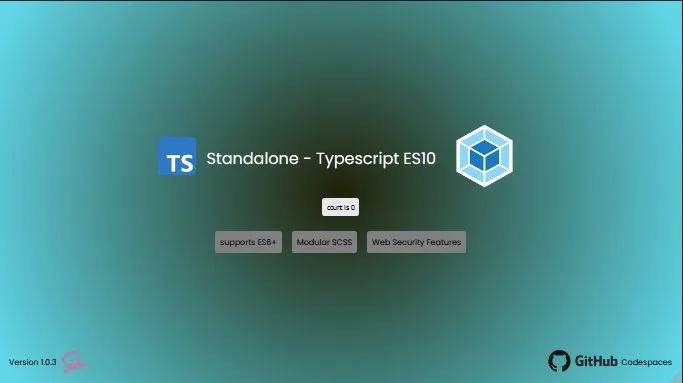 TS Standalone - Typescript ES10
count is 0
supports ES6+ Modular SCSS Web Security Features
Version 1.0.3 Sass GitHub Codespaces